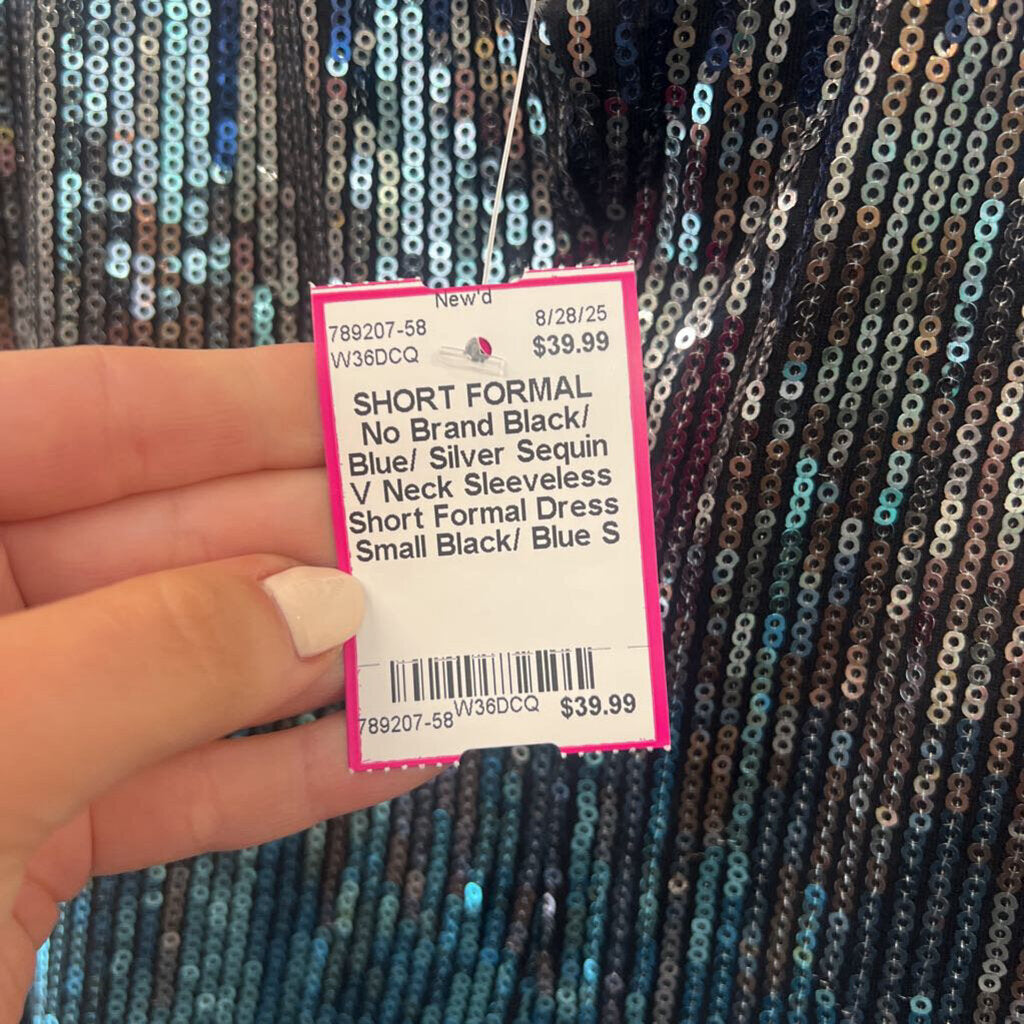 New'd
789207-58 8/28/25
W36DCQ $39.99
SHORT FORMAL
No Brand Black/
Blue/ Silver Sequin
V Neck Sleeveless
Short Formal Dress
Small Black/ Blue S
789207-58 W36DCQ $39.99